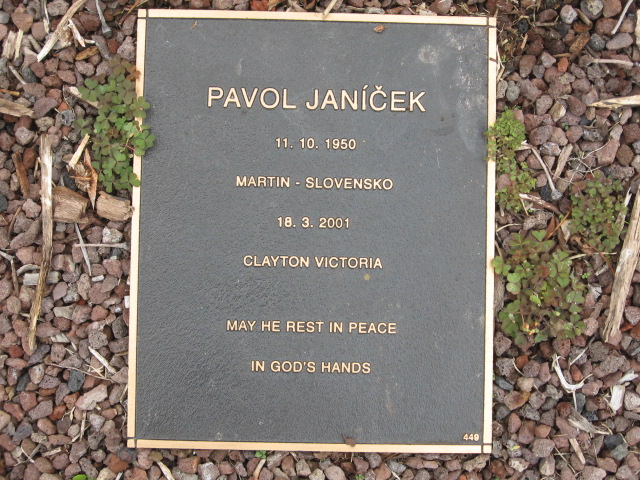 PAVOL JANÍČEK
11. 10. 1950
MARTIN - SLOVENSKO
18. 3. 2001
CLAYTON VICTORIA
MAY HE REST IN PEACE
IN GOD'S HANDS
449